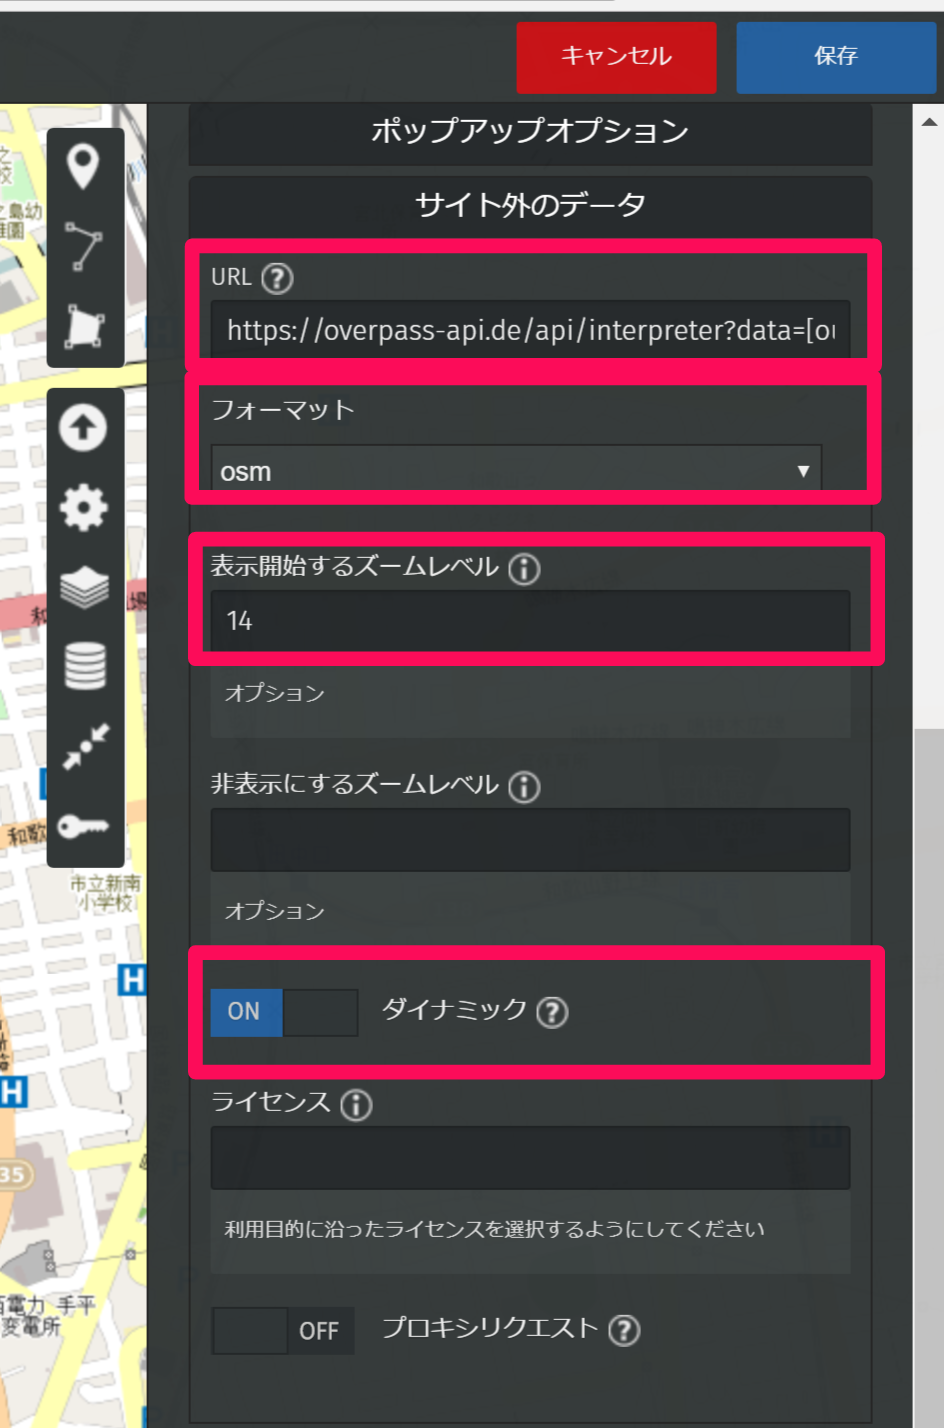 キャンセル
保存
ポップアップオプション
サイト外のデータ
URL ?
https://overpass-api.de/api/interpreter?data=[ou
フォーマット
osm
表示開始するズームレベル i
14
オプション
非表示にするズームレベル i
オプション
ON
ダイナミック ?
ライセンス i
利用目的に沿ったライセンスを選択するようにしてください
OFF
プロキシリクエスト ?
市立新南
小学校
H
H
35
電力 手平
変電所